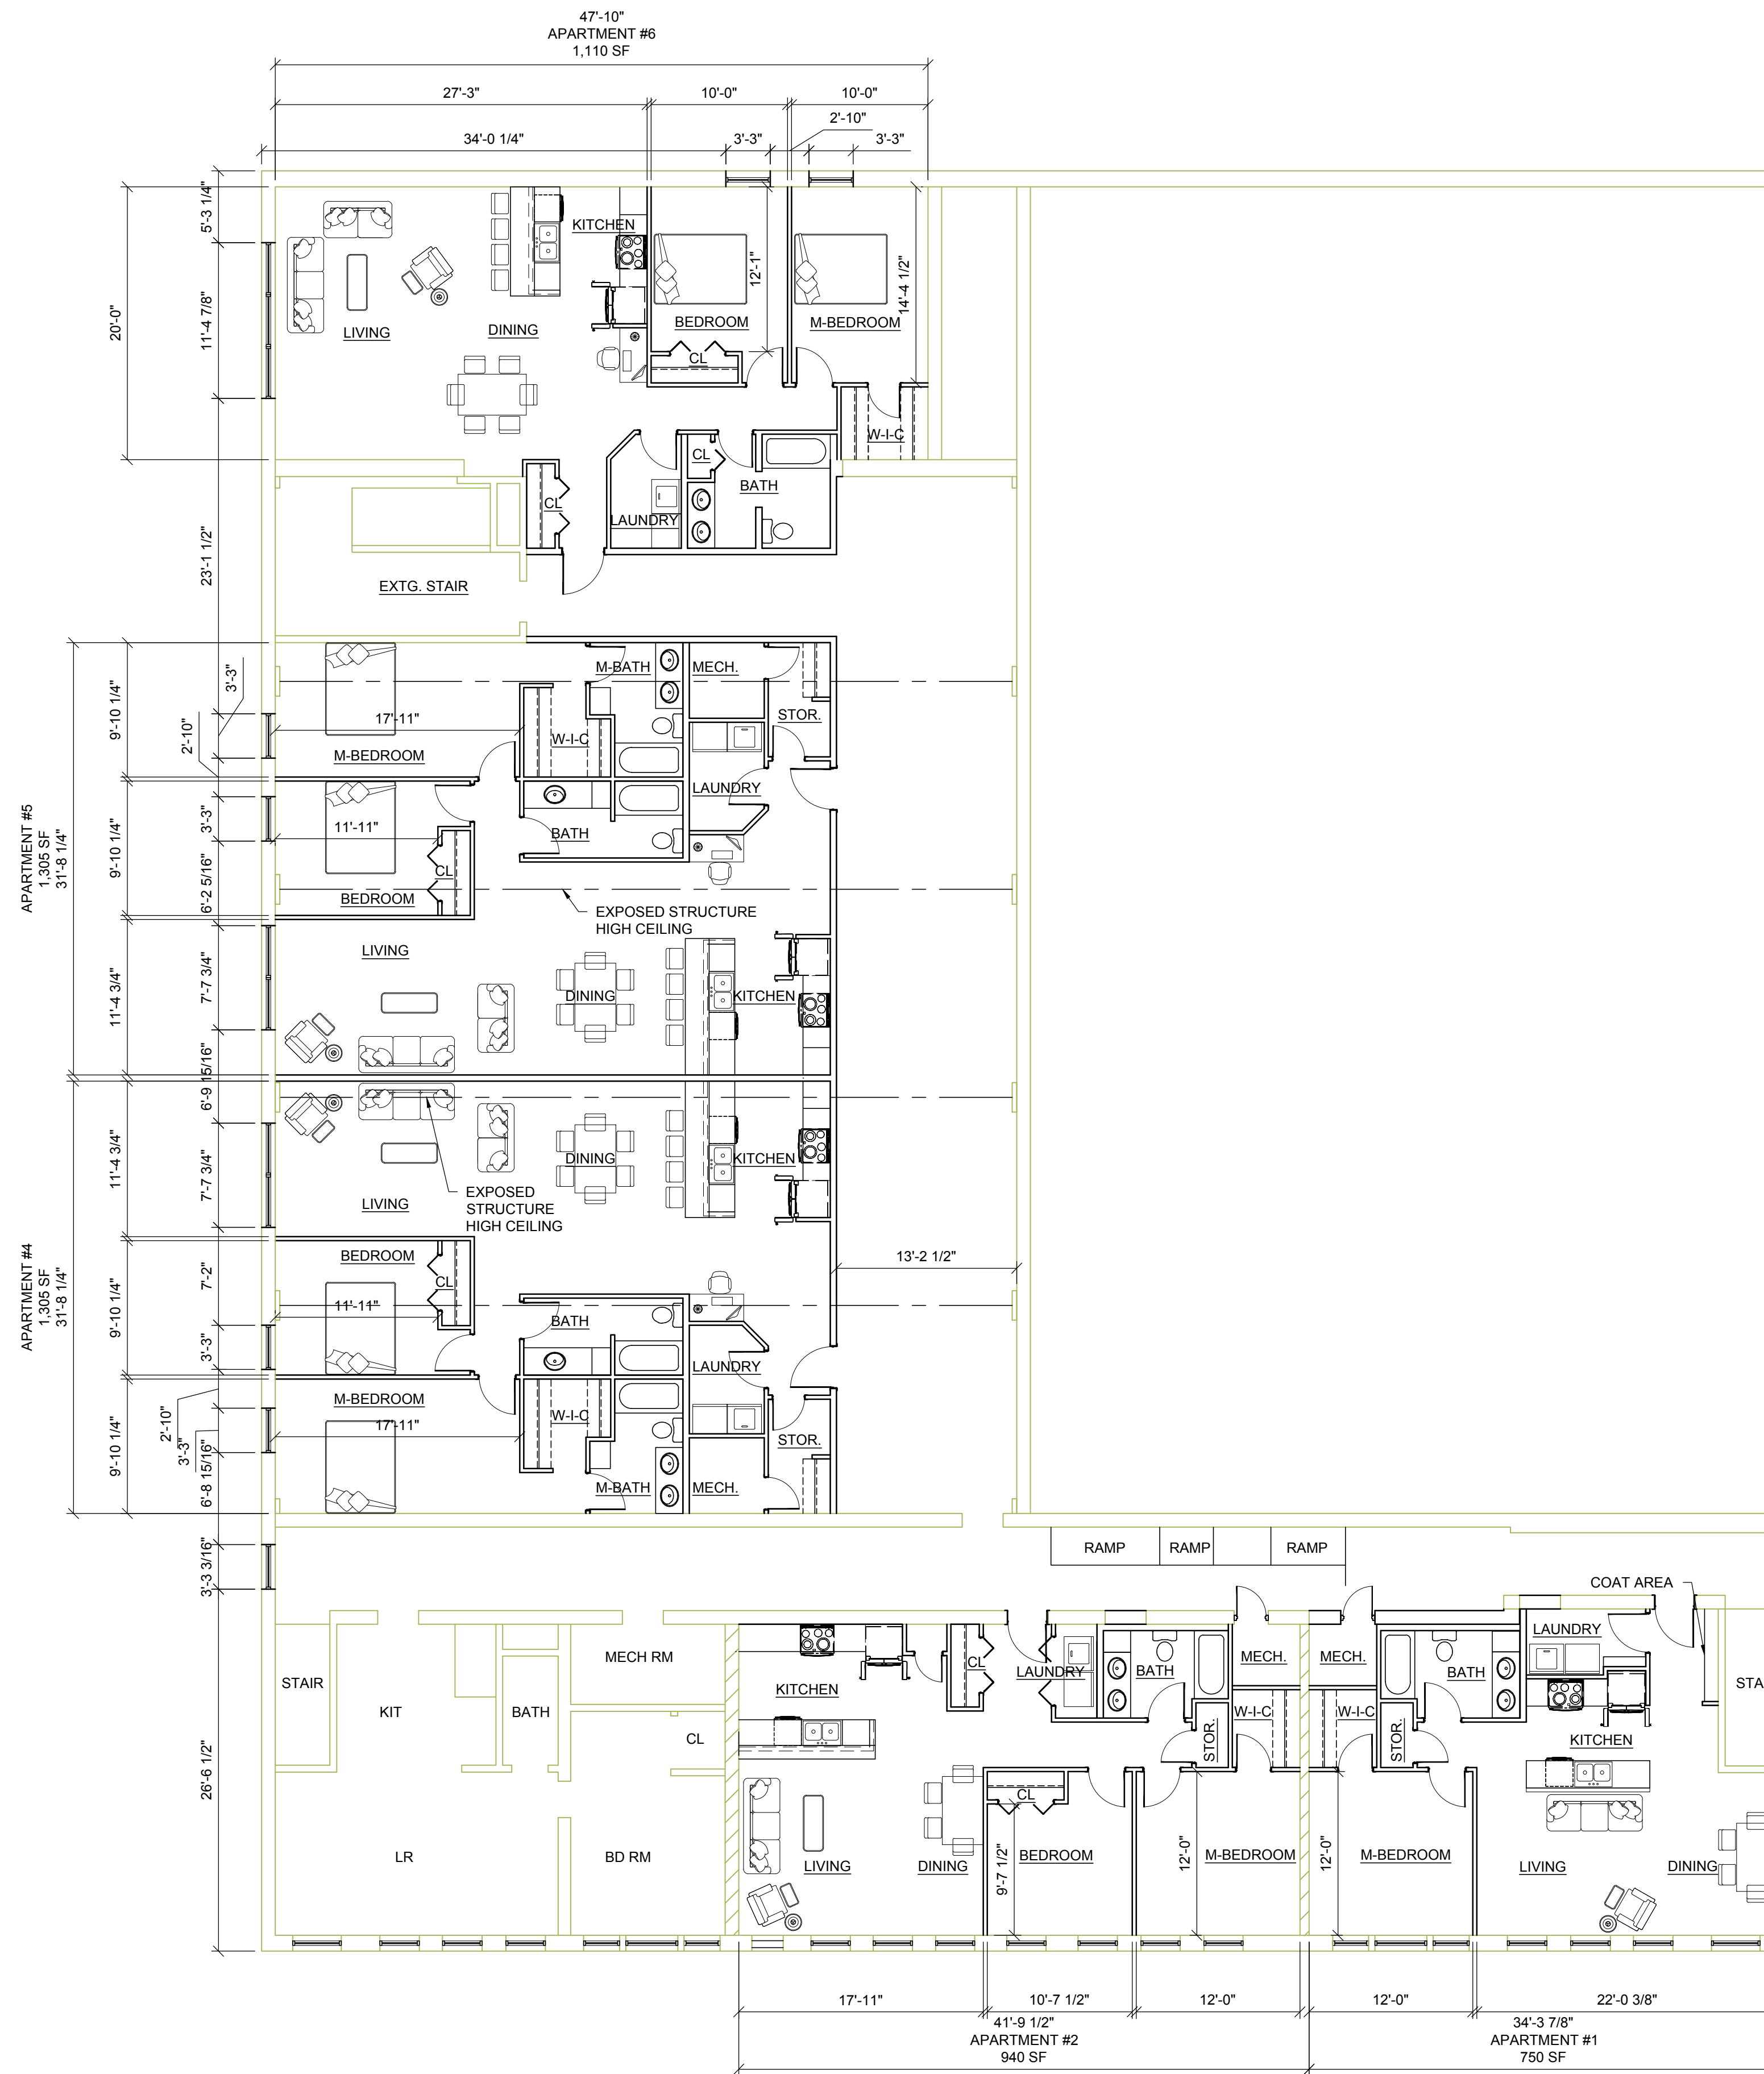 47'-10"
APARTMENT #6
1,110 SF
27'-3"
10'-0"
10'-0"
2'-10"
34'-0 1/4"
3'-3"
3'-3"
5'-3 1/4"
20'-0"
11'-4 7/8"
KITCHEN
12'-1"
14'-4 1/2"
LIVING
DINING
BEDROOM
M-BEDROOM
CL
W-I-C
CL
BATH
CL
LAUNDRY
23'-1 1/2"
EXTG. STAIR
APARTMENT #5
1,305 SF
31'-8 1/4"
9'-10 1/4"
3'-3"
2'-10"
M-BATH
MECH.
17'-11"
STOR.
W-I-C
M-BEDROOM
LAUNDRY
9'-10 1/4"
3'-3"
11'-11"
BATH
CL
6'-2 5/16"
BEDROOM
EXPOSED STRUCTURE
HIGH CEILING
LIVING
11'-4 3/4"
7'-7 3/4"
DINING
KITCHEN
6'-9 15/16"
APARTMENT #4
1,305 SF
31'-8 1/4"
11'-4 3/4"
7'-7 3/4"
DINING
KITCHEN
EXPOSED
STRUCTURE
HIGH CEILING
LIVING
BEDROOM
13'-2 1/2"
7'-2"
CL
9'-10 1/4"
11'-11"
BATH
3'-3"
LAUNDRY
M-BEDROOM
2'-10"
17'-11"
W-I-C
9'-10 1/4"
3'-3"
STOR.
6'-8 15/16"
M-BATH
MECH.
RAMP
RAMP
RAMP
3'-3 3/16"
COAT AREA
LAUNDRY
MECH RM
MECH.
MECH.
CL
LAUNDRY
BATH
BATH
STAIR
STA
KITCHEN
KIT
BATH
W-I-C
W-I-C
CL
STOR.
STOR.
KITCHEN
26'-6 1/2"
CL
LR
BD RM
LIVING
DINING
9'-7 1/2"
BEDROOM
12'-0"
M-BEDROOM
12'-0"
M-BEDROOM
LIVING
DINING
17'-11"
10'-7 1/2"
12'-0"
12'-0"
22'-0 3/8"
41'-9 1/2"
APARTMENT #2
940 SF
34'-3 7/8"
APARTMENT #1
750 SF